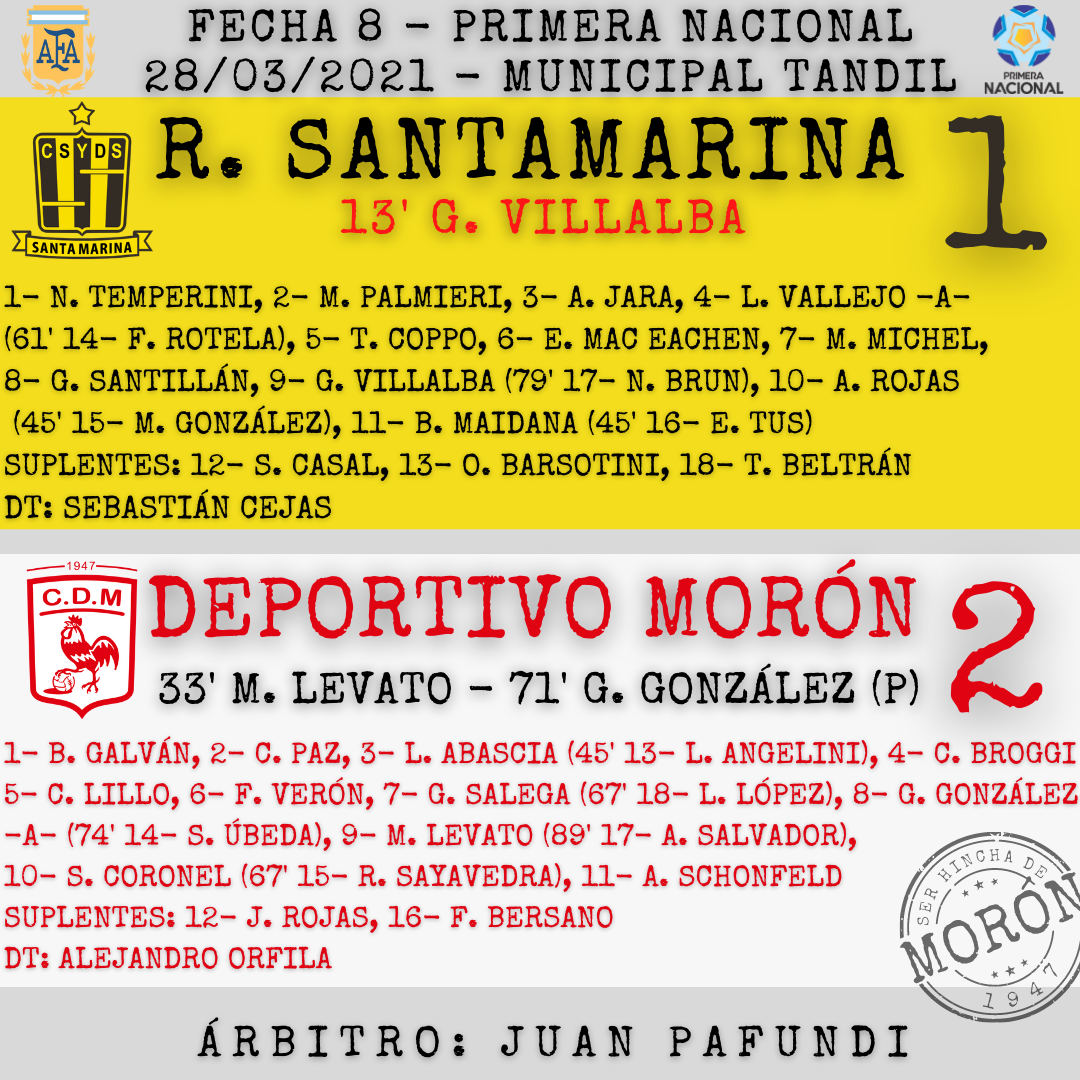 AFA
FECHA 8 - PRIMERA NACIONAL
28/03/2021 - MUNICIPAL TANDIL
PRIMERA
NACIONAL
CSYDS
SANTAMARINA
R. SANTAMARINA
1
13' G. VILLALBA
1- N. TEMPERINI, 2- M. PALMIERI, 3- A. JARA, 4- L. VALLEJO -A-
(61' 14- F. ROTELA), 5- T. COPPO, 6- E. MAC EACHEN, 7- M. MICHEL,
8- G. SANTILLÁN, 9- G. VILLALBA (79' 17- N. BRUN), 10- A. ROJAS
(45' 15- M. GONZÁLEZ), 11- B. MAIDANA (45' 16- E. TUS)
SUPLENTES: 12- S. CASAL, 13- O. BARSOTINI, 18- T. BELTRÁN
DT: SEBASTIÁN CEJAS
1947
C.D.M
DEPORTIVO MORÓN
2
33' M. LEVATO - 71' G. GONZÁLEZ (P)
1- B. GALVÁN, 2- C. PAZ, 3- L. ABASCIA (45' 13- L. ANGELINI), 4- C. BROGGI
5- C. LILLO, 6- F. VERÓN, 7- G. SALEGA (67' 18- L. LÓPEZ), 8- G. GONZÁLEZ
-A- (74' 14- S. ÚBEDA), 9- M. LEVATO (89' 17- A. SALVADOR),
10- S. CORONEL (67' 15- R. SAYAVEDRA), 11- A. SCHONFELD
SUPLENTES: 12- J. ROJAS, 16- F. BERSANO
DT: ALEJANDRO ORFILA
SER HINCHA DE
MORÓN
1947
ÁRBITRO: JUAN PAFUNDI